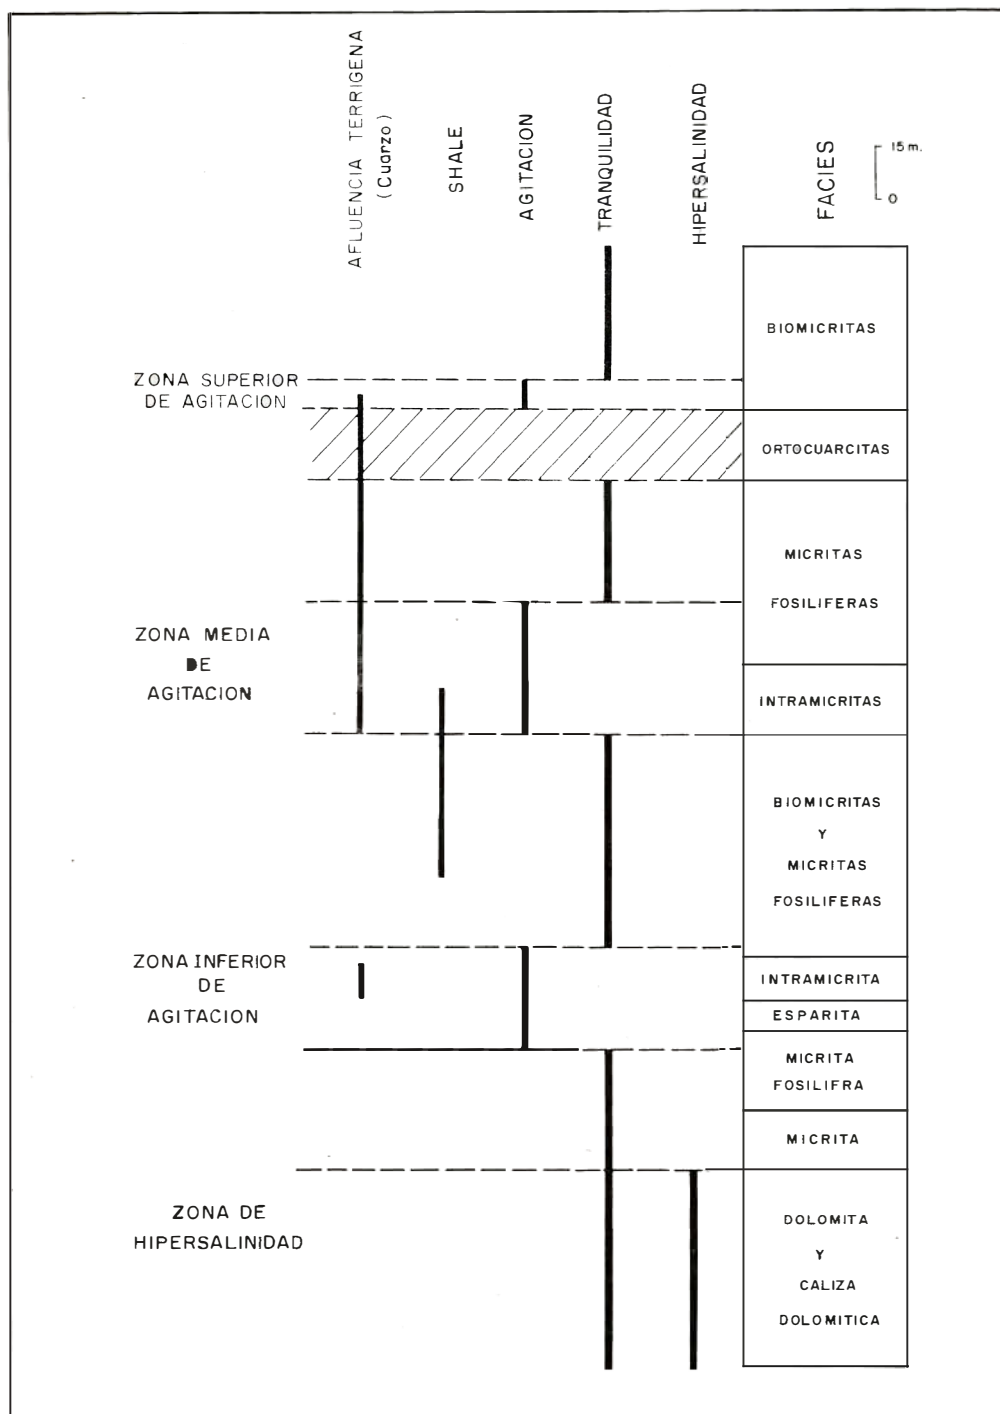 AFLUENCIA TERRIGENA
(Cuarzo)
SHALE
AGITACION
TRANQUILIDAD
HIPERSALINIDAD
FACIES
15 m.
0
BIOMICRITAS
ZONA SUPERIOR
DE AGITACION
ORTOCUARCITAS
MICRITAS
FOSILIFERAS
ZONA MEDIA
DE
AGITACION
INTRAMICRITAS
BIOMICRITAS
Y
MICRITAS
FOSILIFERAS
ZONA INFERIOR
DE
AGITACION
INTRAMICRITA
ESPARITA
MICRITA
FOSILIFRA
MICRITA
ZONA DE
HIPERSALINIDAD
DOLOMITA
Y
CALIZA
DOLOMITICA